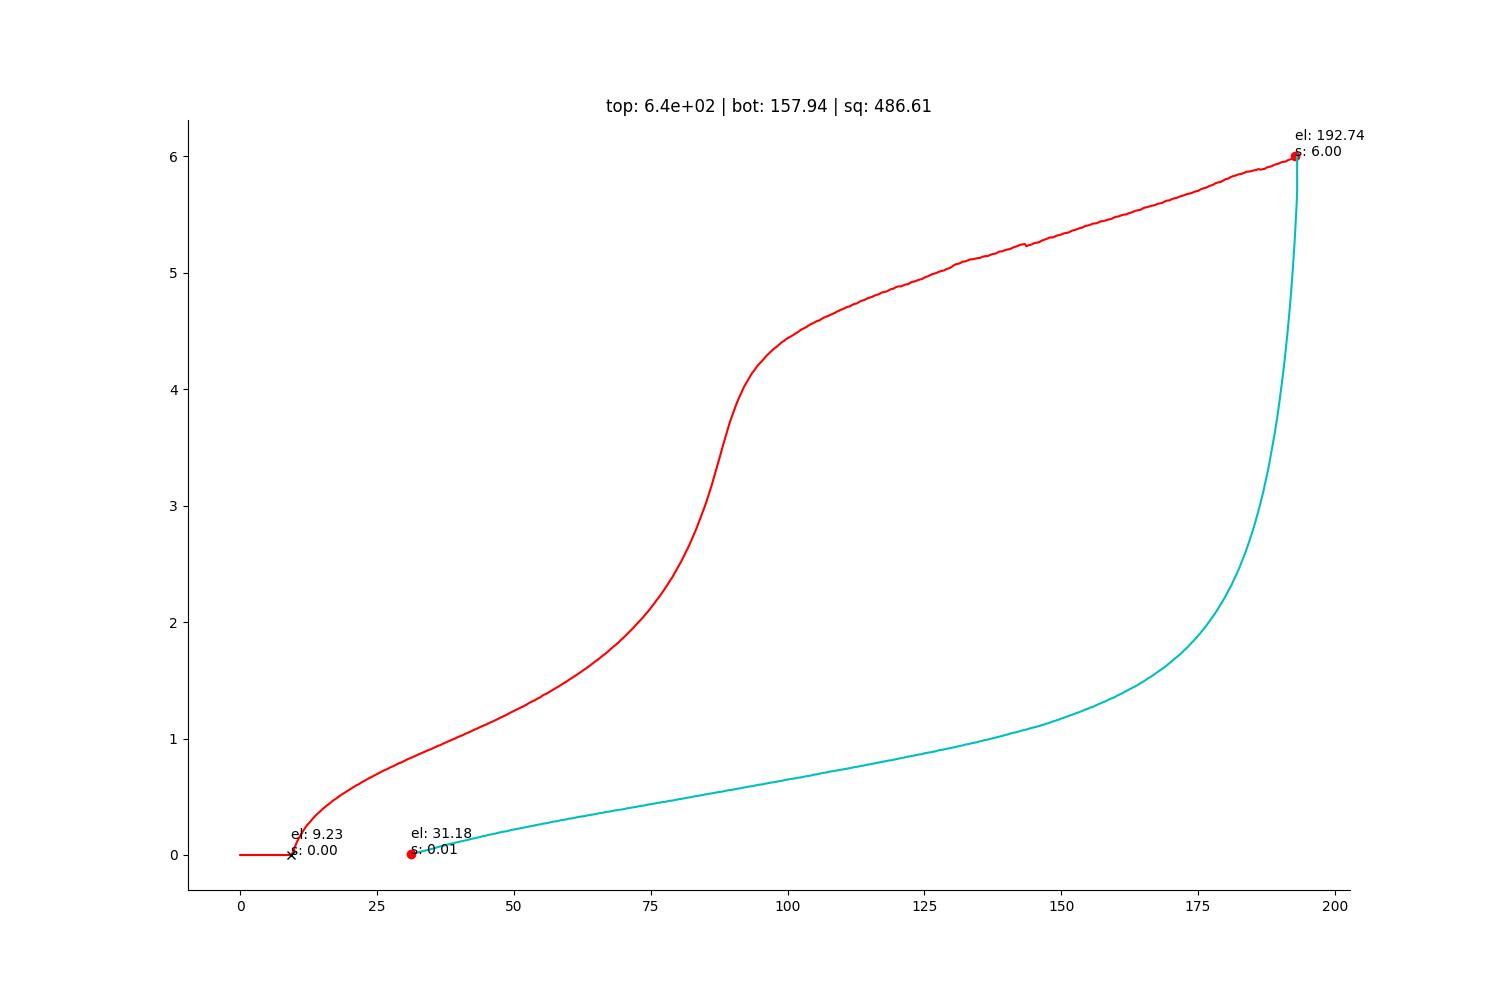 top: 6.4e+02 | bot: 157.94 | sq: 486.61
el: 192.74
s: 6.00
6
5
4
3
2
1
0
el: 9.23
s: 0.00
el: 31.18
s: 0.01
0 25 50 75 100 125 150 175 200